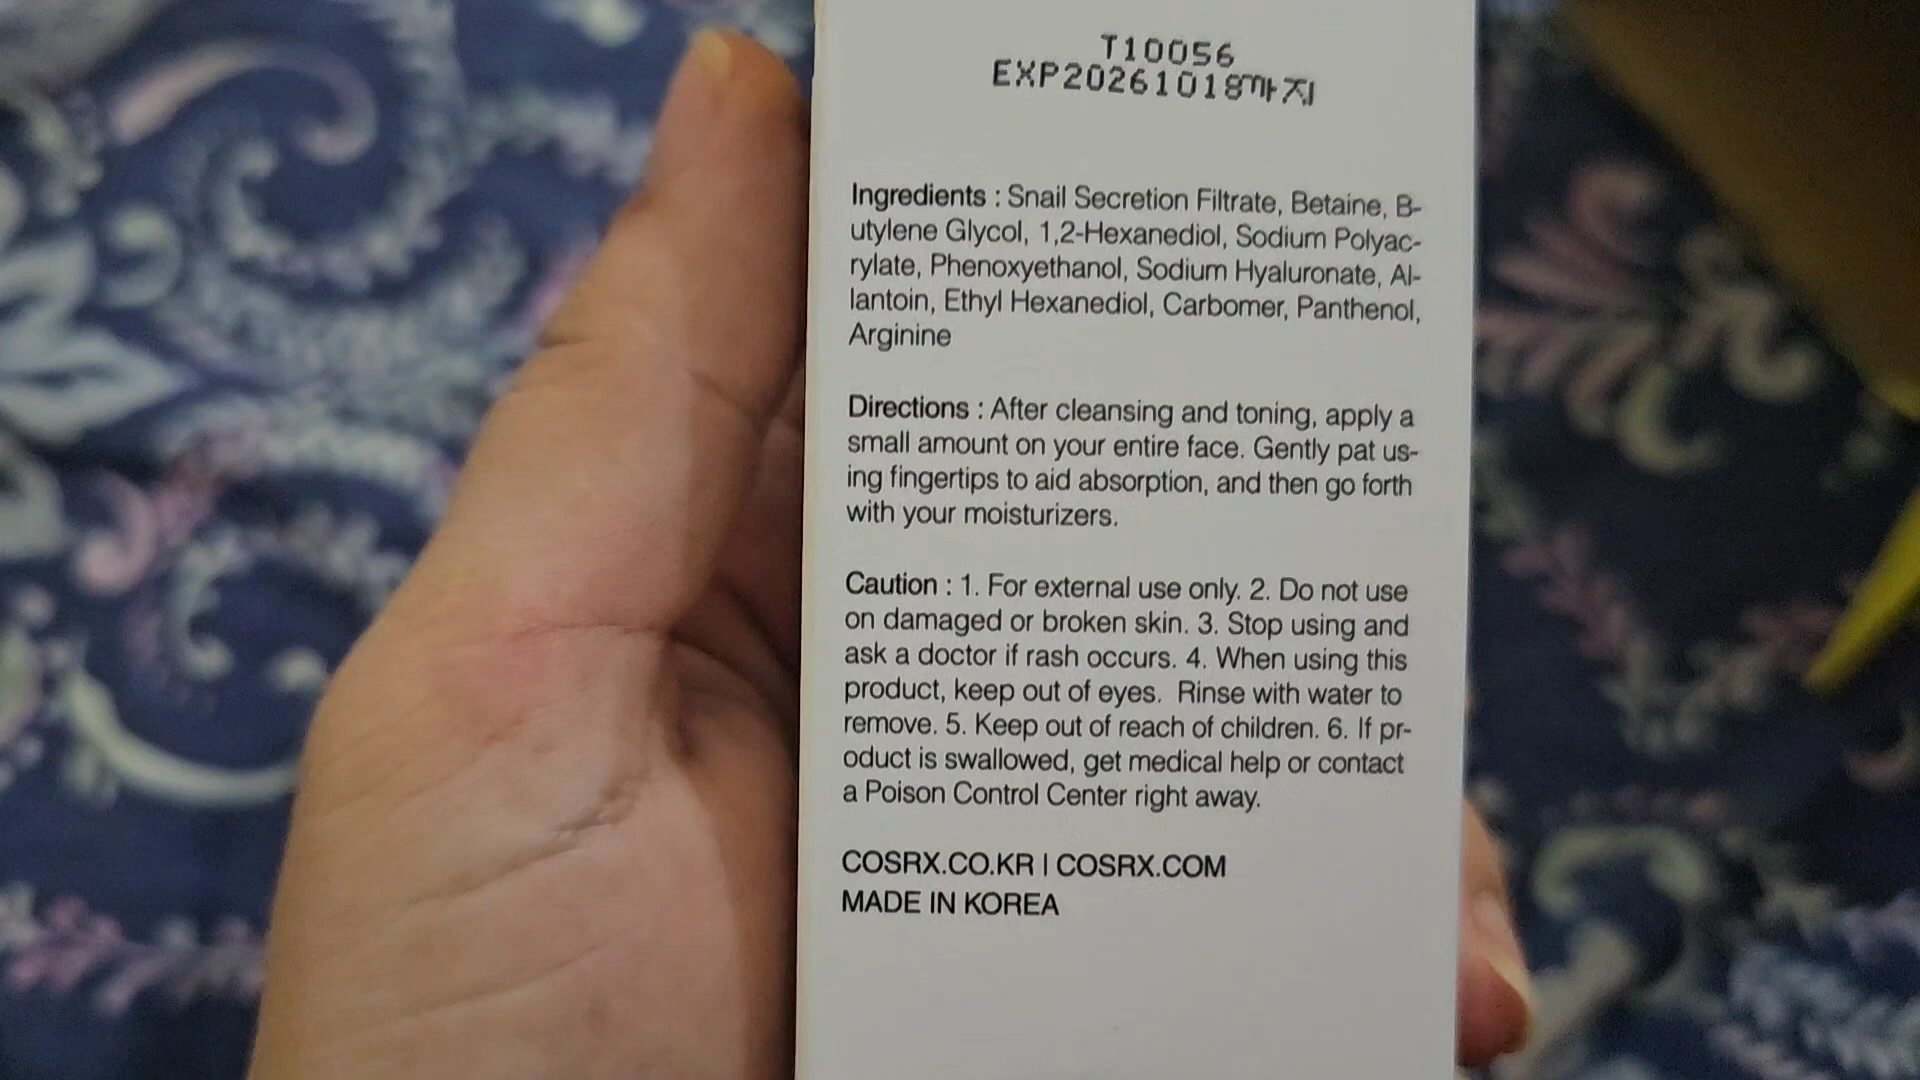 T10056
EXP20261018까지
Ingredients : Snail Secretion Filtrate, Betaine, B-
utylene Glycol, 1,2-Hexanediol, Sodium Polyac-
rylate, Phenoxyethanol, Sodium Hyaluronate, Al-
lantoin, Ethyl Hexanediol, Carbomer, Panthenol,
Arginine
Directions : After cleansing and toning, apply a
small amount on your entire face. Gently pat us-
ing fingertips to aid absorption, and then go forth
with your moisturizers.
Caution : 1. For external use only. 2. Do not use
on damaged or broken skin. 3. Stop using and
ask a doctor if rash occurs. 4. When using this
product, keep out of eyes.  Rinse with water to
remove. 5. Keep out of reach of children. 6. If pr-
oduct is swallowed, get medical help or contact
a Poison Control Center right away.
COSRX.CO.KR | COSRX.COM
MADE IN KOREA